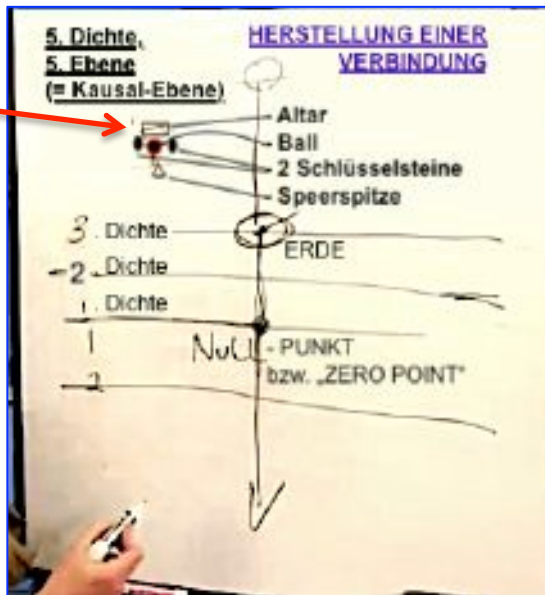 5. Dichte,
5. Ebene
(= Kausal-Ebene)
HERSTELLUNG EINER
VERBINDUNG
Altar
Ball
2 Schlüsselsteine
Speerspitze
3. Dichte
ERDE
-2. Dichte
1. Dichte
1
NULL - PUNKT
bzw. „ZERO POINT"
2